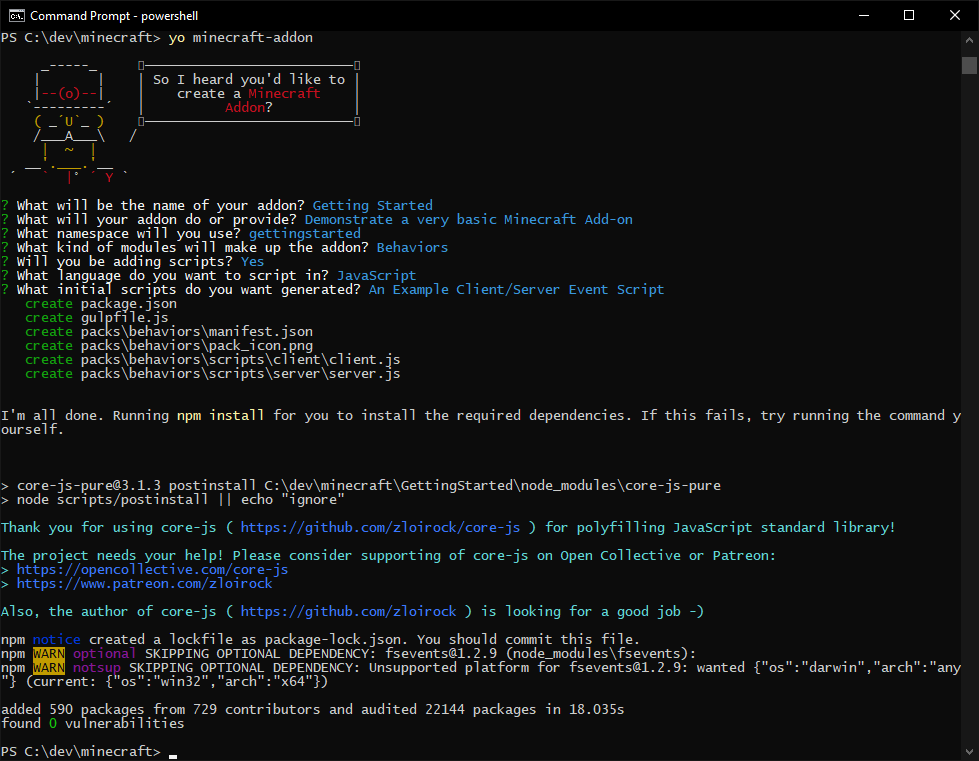 Command Prompt - powershell
PS C:\dev\minecraft> yo minecraft-addon
     _-----_
    |       |    | So I heard you'd like to |
    |--(o)--|    |    create a Minecraft    |
   `---------´   |          Addon?          |
    ( _´U`_ )
    /___A___\   /
     |  ~  |
   __'.___.'__
 ´   `  |° ´ Y `
? What will be the name of your addon? Getting Started
? What will your addon do or provide? Demonstrate a very basic Minecraft Add-on
? What namespace will you use? gettingstarted
? What kind of modules will make up the addon? Behaviors
? Will you be adding scripts? Yes
? What language do you want to script in? JavaScript
? What initial scripts do you want generated? An Example Client/Server Event Script
   create package.json
   create gulpfile.js
   create packs\behaviors\manifest.json
   create packs\behaviors\pack_icon.png
   create packs\behaviors\scripts\client\client.js
   create packs\behaviors\scripts\server\server.js
I'm all done. Running npm install for you to install the required dependencies. If this fails, try running the command y
ourself.
> core-js-pure@3.1.3 postinstall C:\dev\minecraft\GettingStarted\node_modules\core-js-pure
> node scripts/postinstall || echo "ignore"
Thank you for using core-js ( https://github.com/zloirock/core-js ) for polyfilling JavaScript standard library!
The project needs your help! Please consider supporting of core-js on Open Collective or Patreon:
> https://opencollective.com/core-js
> https://www.patreon.com/zloirock
Also, the author of core-js ( https://github.com/zloirock ) is looking for a good job -)
npm notice created a lockfile as package-lock.json. You should commit this file.
npm WARN optional SKIPPING OPTIONAL DEPENDENCY: fsevents@1.2.9 (node_modules\fsevents):
npm WARN notsup SKIPPING OPTIONAL DEPENDENCY: Unsupported platform for fsevents@1.2.9: wanted {"os":"darwin","arch":"any
"} (current: {"os":"win32","arch":"x64"})
added 590 packages from 729 contributors and audited 22144 packages in 18.035s
found 0 vulnerabilities
PS C:\dev\minecraft>